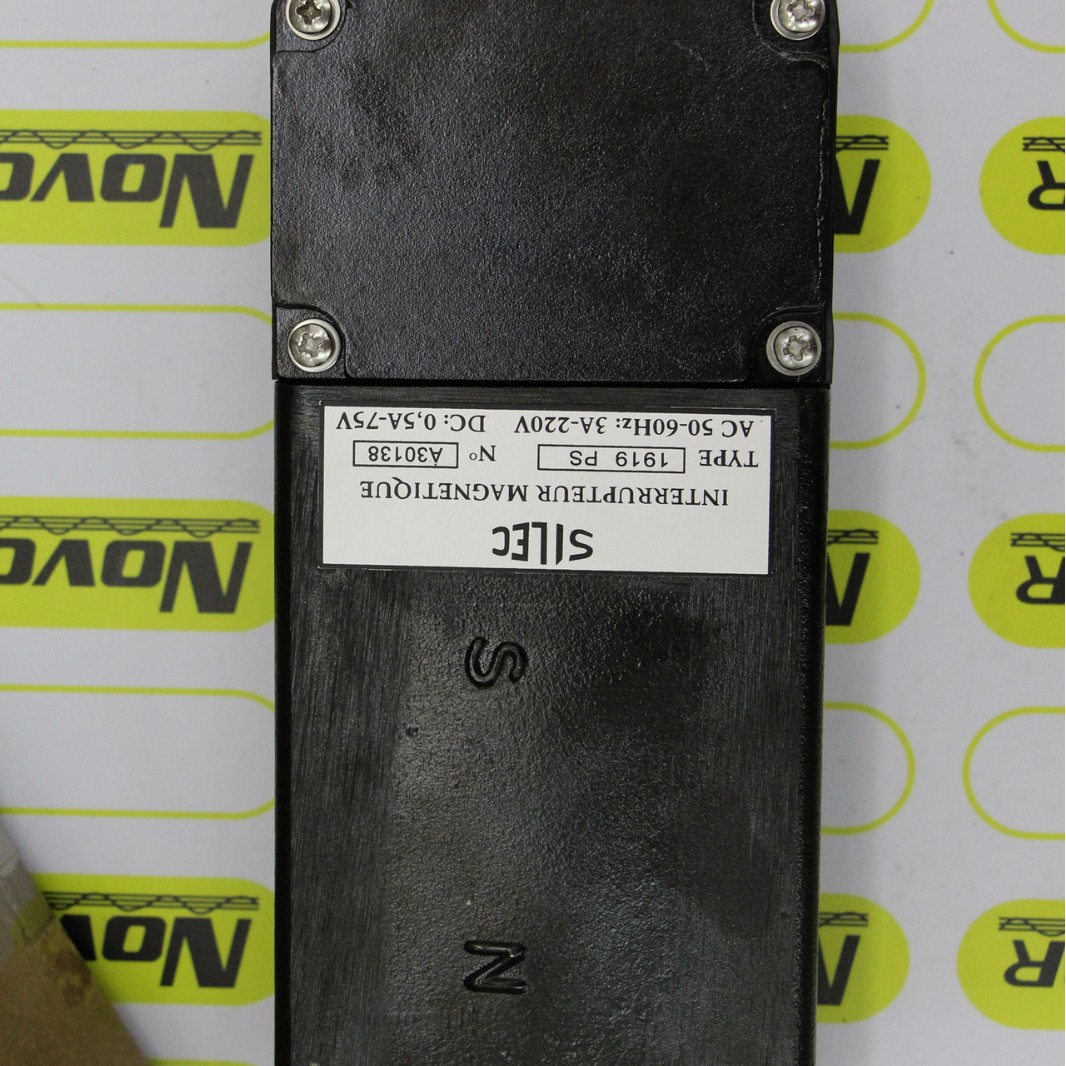 SILEC
INTERRUPTEUR MAGNETIQUE
TYPE 1919 PS N° A30138
AC 50-60Hz: 3A-220V DC: 0,5A-75V
S
N